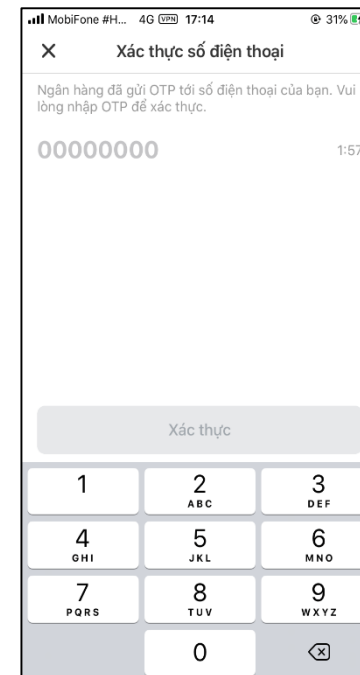 MobiFone #H... 4G VPN 17:14 31%
Xác thực số điện thoại
Ngân hàng đã gửi OTP tới số điện thoại của bạn. Vui
lòng nhập OTP để xác thực.
00000000 1:57
Xác thực
1 2 3
ABC DEF
4 5 6
GHI JKL MNO
7 8 9
PQRS TUV WXYZ
0